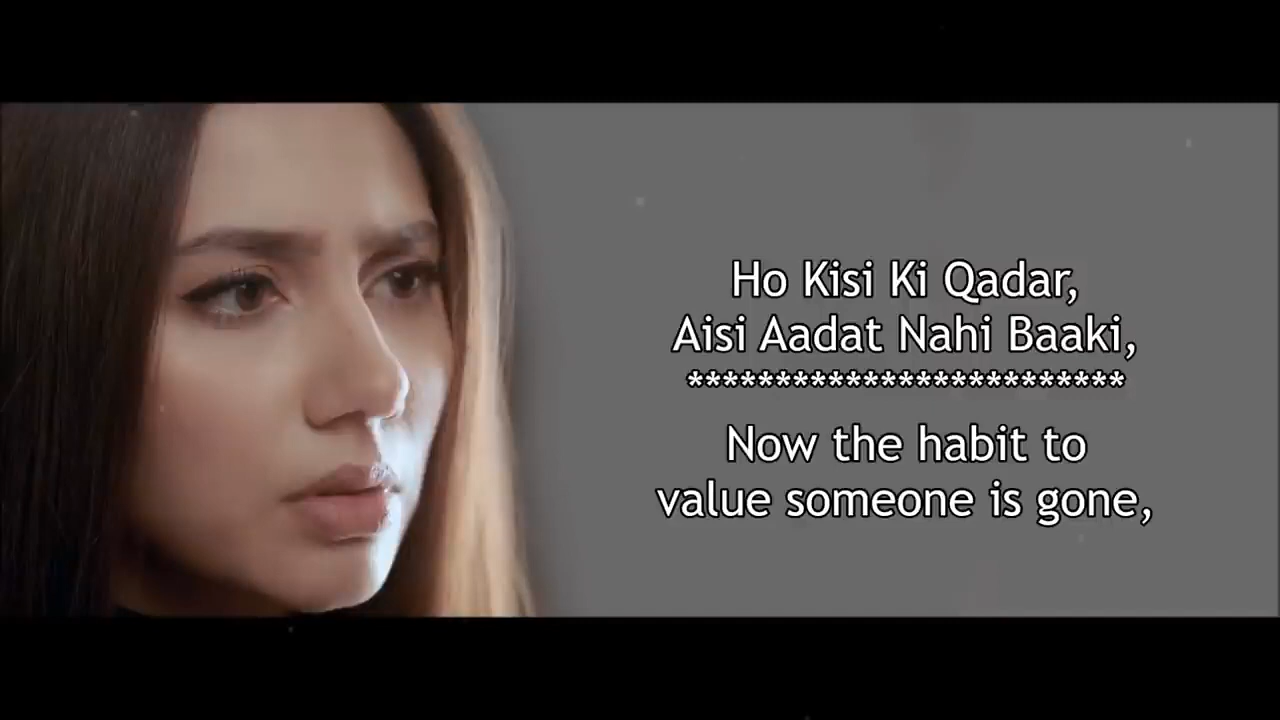 Ho Kisi Ki Qadar,
Aisi Aadat Nahi Baaki,
*************************
Now the habit to
value someone is gone,